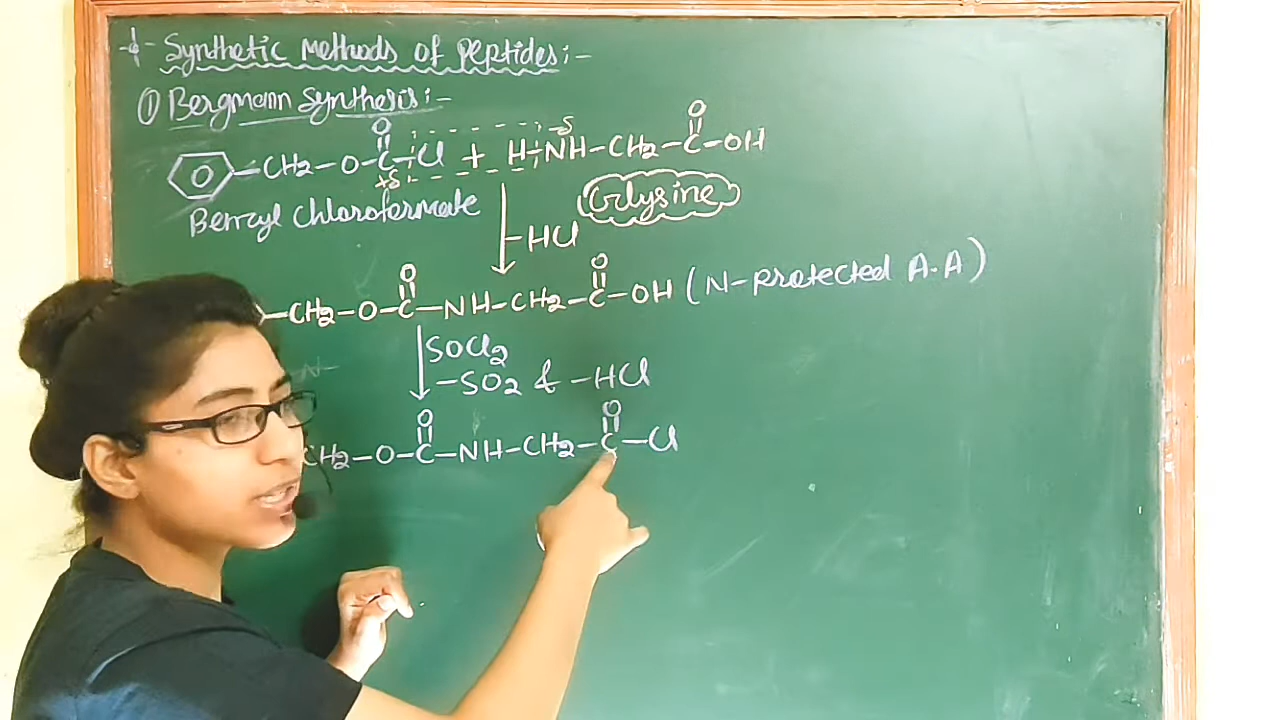 Synthetic Methods of Peptides:-
① Bergmann Synthesis:-
O O
CH2-O-C-Cl + H-NH-CH2-C-OH
+δ -δ
Benzyl Chloroformate Glysine
-HCl
O O
-CH2-O-C-NH-CH2-C-OH (N-protected A.A)
SOCl2
-SO2 & -HCl
O O
CH2-O-C-NH-CH2-C-Cl